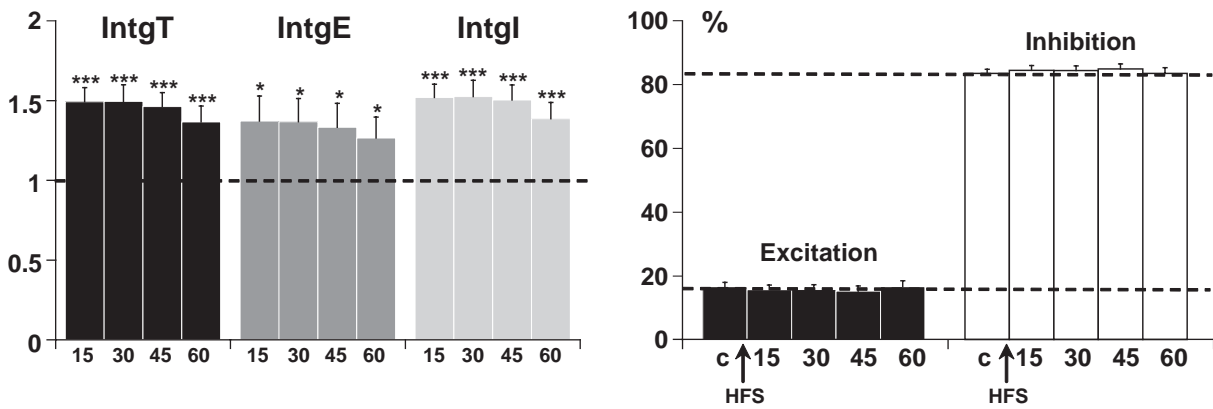 2
IntgT
IntgE
IntgI
*** *** *** ***
* * * *
*** *** *** ***
1.5
1
0.5
0
15 30 45 60
15 30 45 60
15 30 45 60
100
%
Inhibition
80
60
40
Excitation
20
0
c 15 30 45 60
c 15 30 45 60
HFS
HFS